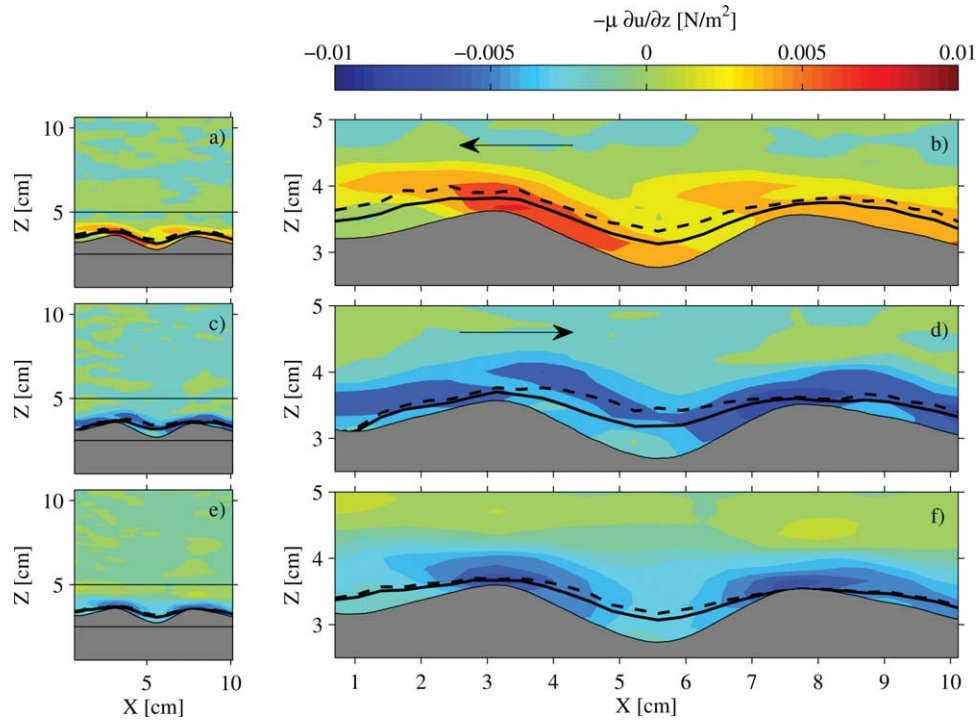 −μ ∂u/∂z [N/m²]
−0.01 −0.005 0 0.005 0.01
10
5
Z [cm]
a)
5
4
3
Z [cm]
b)
10
5
Z [cm]
c)
5
4
3
Z [cm]
d)
10
5
Z [cm]
e)
5 10
X [cm]
5
4
3
Z [cm]
f)
1 2 3 4 5 6 7 8 9 10
X [cm]